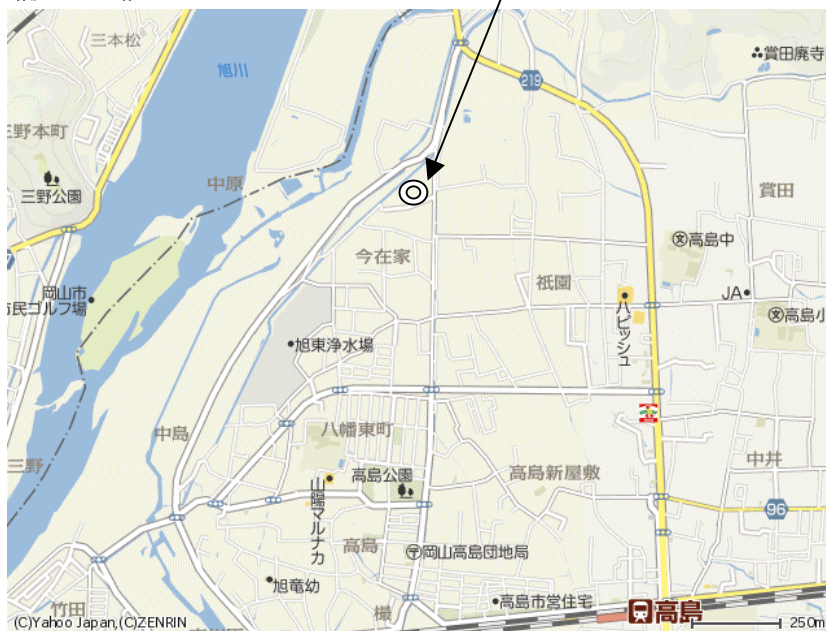 三本松
旭川
219
賞田廃寺
三野本町
中原
三野公園
賞田
今在家
文高島中
祇園
岡山市
市民ゴルフ場
JA
文高島小
ハピッシュ
旭東浄水場
中島
八幡東町
三野
高島公園
高島新屋敷
中井
山陽マルナカ
96
高島
〒岡山高島団地局
旭竜幼
高島市営住宅
高島
竹田
(C)Yahoo Japan,(C)ZENRIN
250m